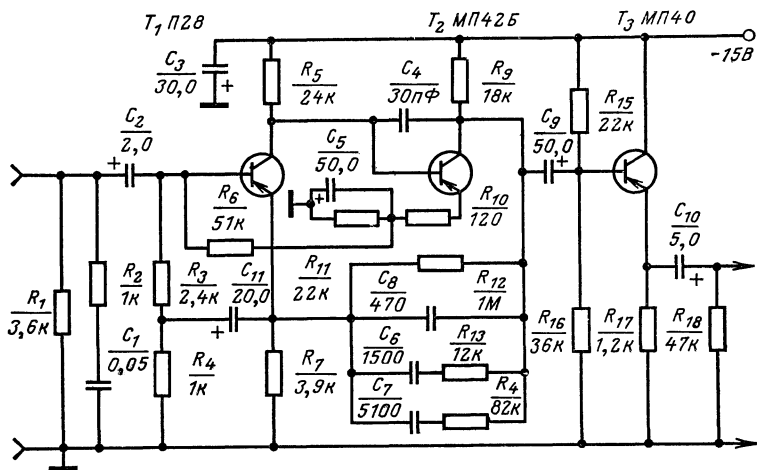 T₁ П28
T₂ МП42Б
T₃ МП40
-15В
C₃
30,0
R₅
24к
C₄
30пФ
R₉
18к
R₁₅
22к
C₂
2,0
C₅
50,0
C₉
50,0
R₆
51к
R₁₀
120
C₁₀
5,0
R₁
3,6к
R₂
1к
R₃
2,4к
C₁₁
20,0
R₁₁
22к
C₈
470
R₁₂
1М
C₁
0,05
R₄
1к
R₇
3,9к
C₆
1500
R₁₃
12к
C₇
5100
R₄
82к
R₁₆
36к
R₁₇
1,2к
R₁₈
47к